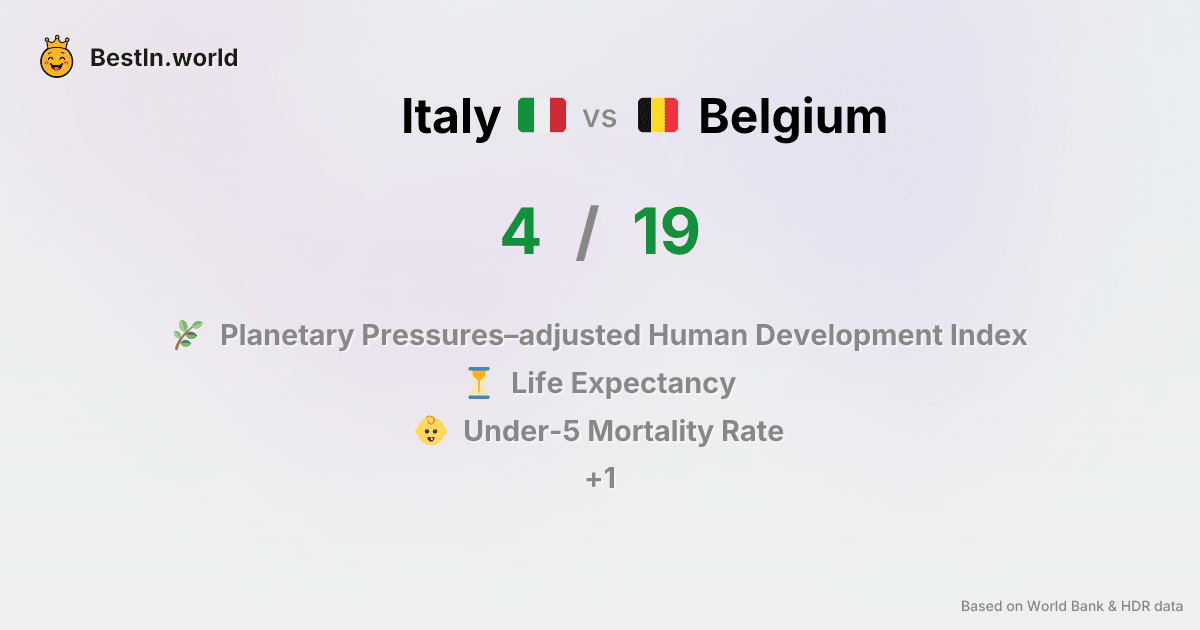 BestIn.world
Italy vs Belgium
4 / 19
Planetary Pressures–adjusted Human Development Index
Life Expectancy
Under-5 Mortality Rate
+1
Based on World Bank & HDR data